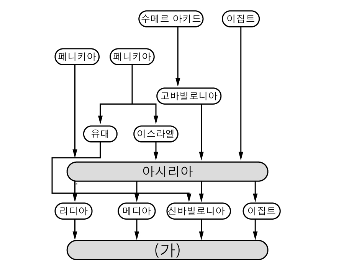 수메르 아카드
이집트
페니키아
페니키아
고바빌로니아
유대
이스라엘
아시리아
리디아
메디아
신바빌로니아
이집트
(가)